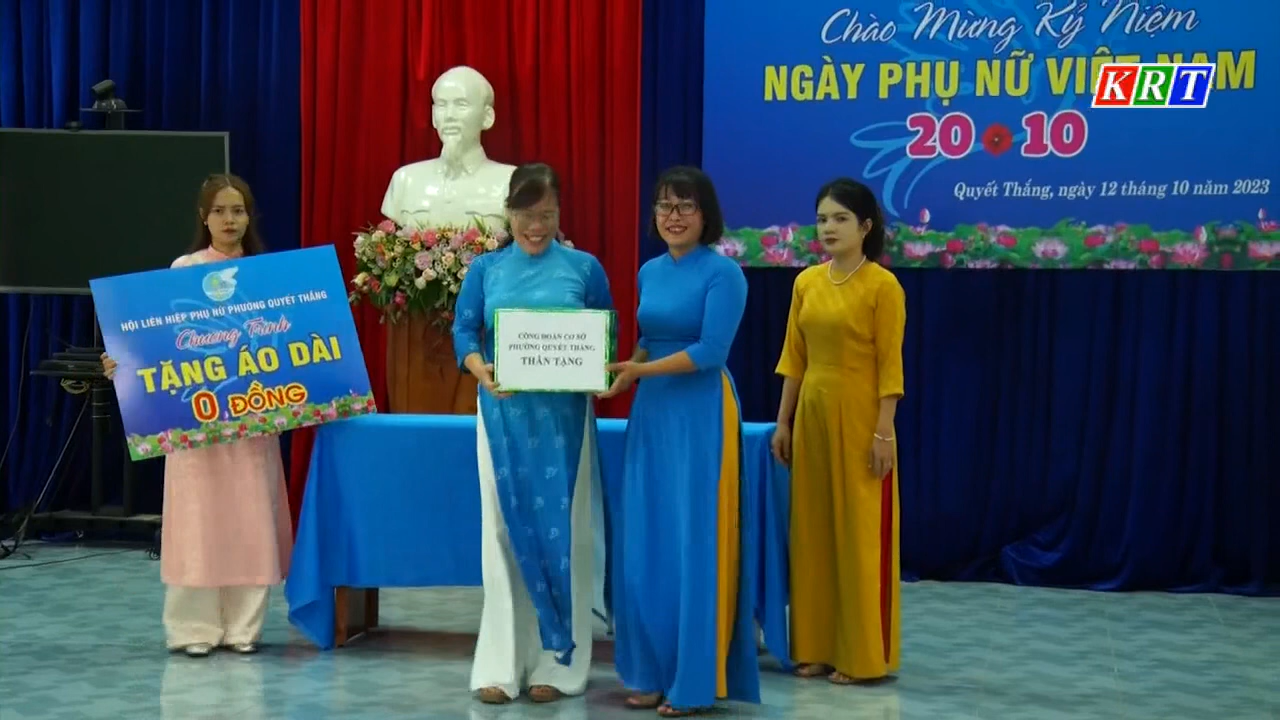 Chào Mừng Kỷ Niệm
NGÀY PHỤ NỮ VIỆT NAM
KRT
20 10
Quyết Thắng, ngày 12 tháng 10 năm 2023
HỘI LIÊN HIỆP PHỤ NỮ PHƯỜNG QUYẾT THẮNG
Chương Trình
TẶNG ÁO DÀI
0 ĐỒNG
CÔNG ĐOÀN CƠ SỞ
PHƯỜNG QUYẾT THẮNG
THÂN TẶNG